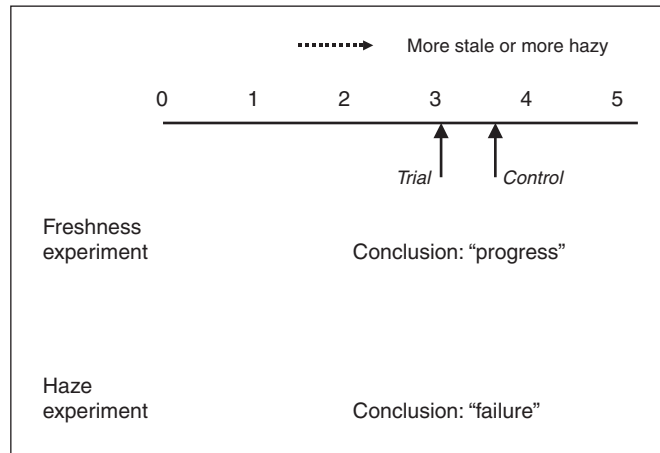 More stale or more hazy
0 1 2 3 4 5
Trial Control
Freshness
experiment Conclusion: “progress”
Haze
experiment Conclusion: “failure”